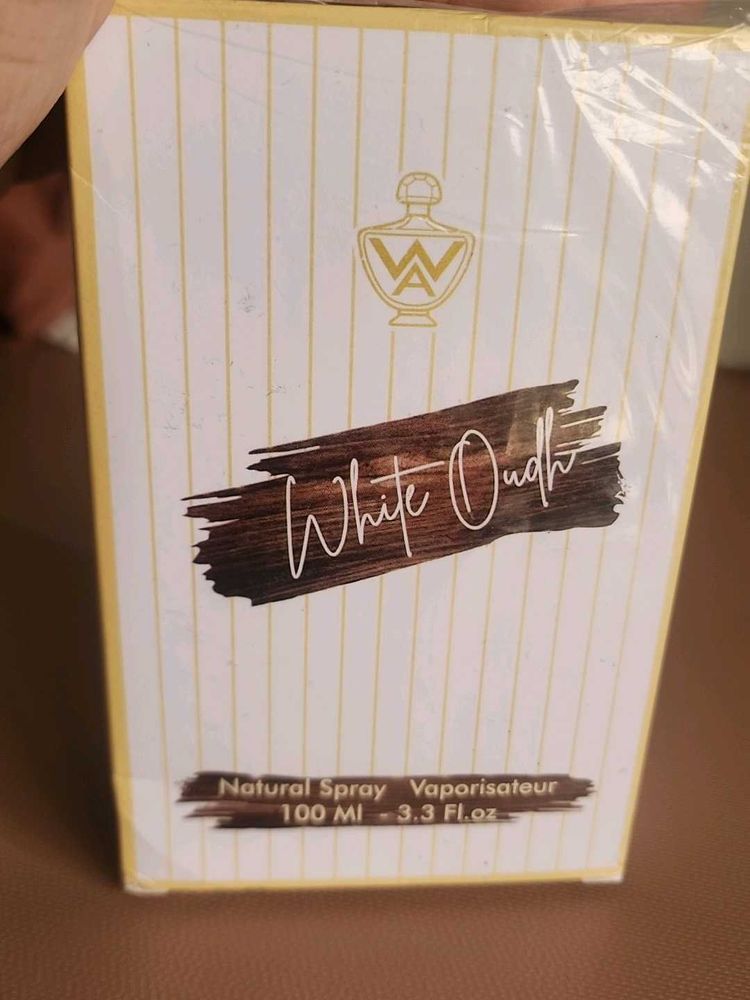 WA
White Oudh
Natural Spray Vaporisateur
100 Ml - 3.3 Fl.oz